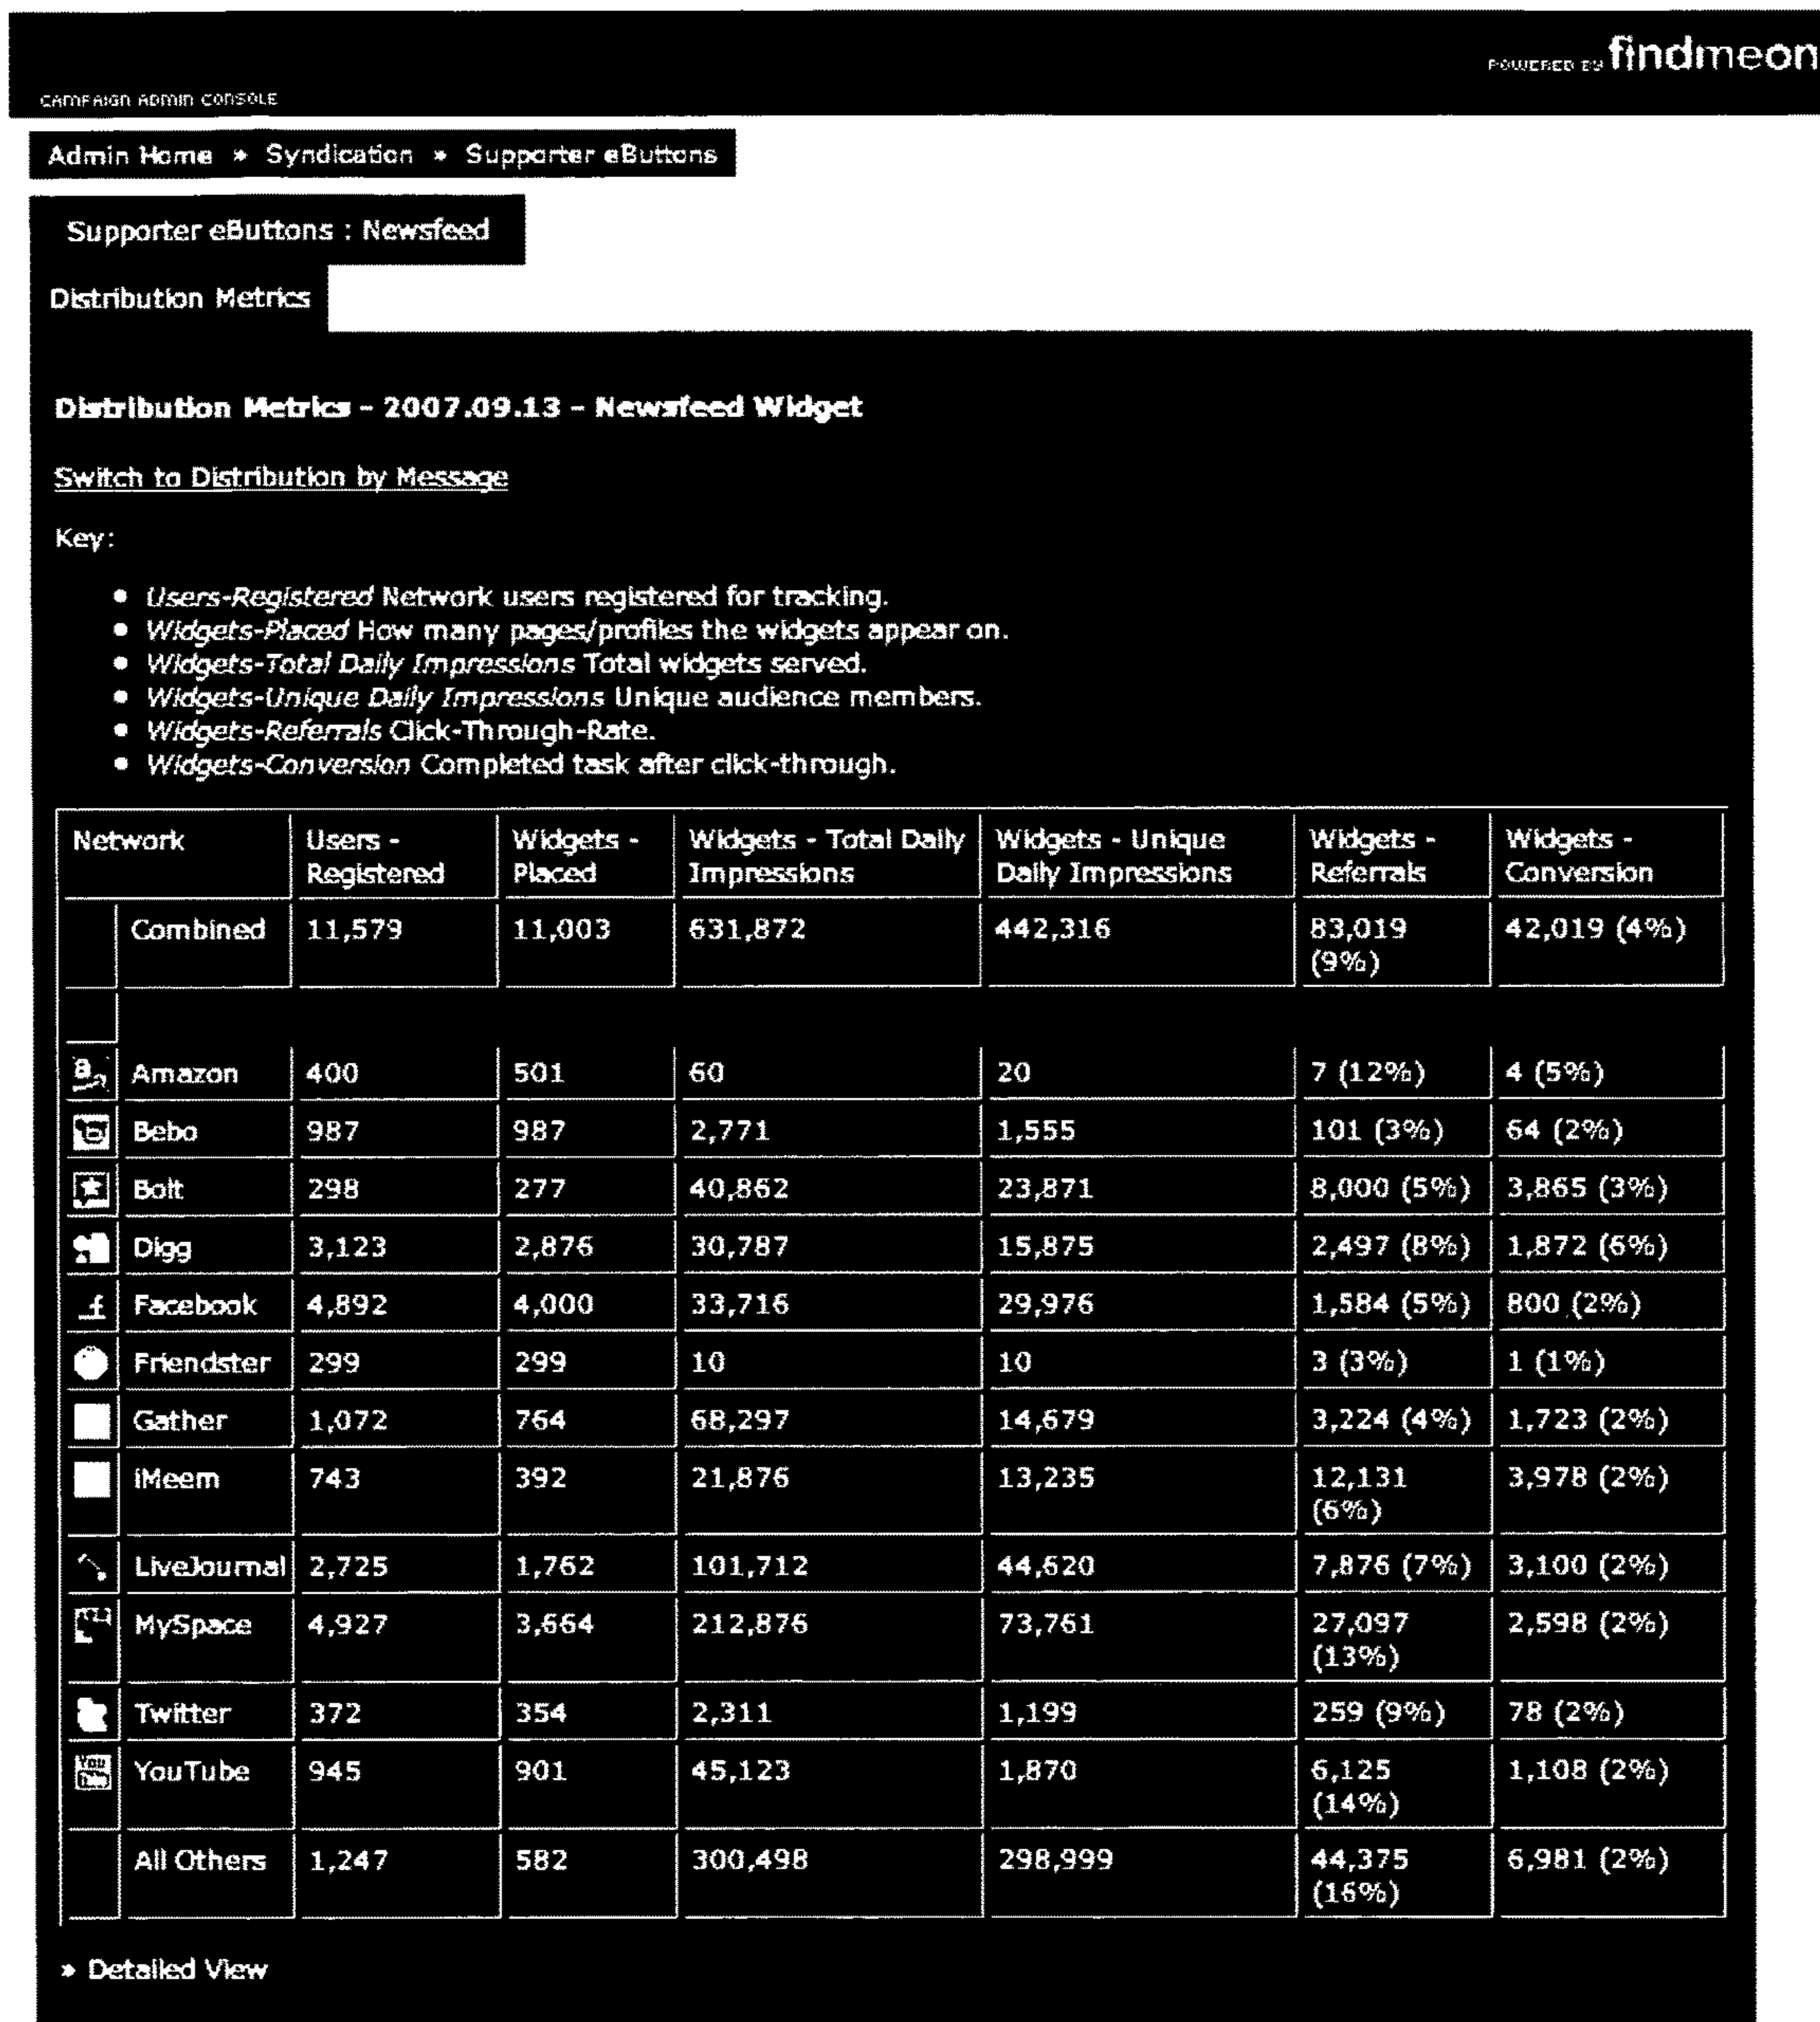 POWERED BY findmeon
CAMPAIGN ADMIN CONSOLE
Admin Home » Syndication » Supporter eButtons
Supporter eButtons : Newsfeed
Distribution Metrics
Distribution Metrics - 2007.09.13 - Newsfeed Widget
Switch to Distribution by Message
Key:
• Users-Registered Network users registered for tracking.
• Widgets-Placed How many pages/profiles the widgets appear on.
• Widgets-Total Daily Impressions Total widgets served.
• Widgets-Unique Daily Impressions Unique audience members.
• Widgets-Referrals Click-Through-Rate.
• Widgets-Conversion Completed task after click-through.
Network Users - Registered Widgets - Placed Widgets - Total Daily Impressions Widgets - Unique Daily Impressions Widgets - Referrals Widgets - Conversion
Combined 11,579 11,003 631,872 442,316 83,019 (9%) 42,019 (4%)
Amazon 400 501 60 20 7 (12%) 4 (5%)
Bebo 987 987 2,771 1,555 101 (3%) 64 (2%)
Bolt 298 277 40,862 23,871 8,000 (5%) 3,865 (3%)
Digg 3,123 2,876 30,787 15,875 2,497 (8%) 1,872 (6%)
Facebook 4,892 4,000 33,716 29,976 1,584 (5%) 800 (2%)
Friendster 299 299 10 10 3 (3%) 1 (1%)
Gather 1,072 764 68,297 14,679 3,224 (4%) 1,723 (2%)
iMeem 743 392 21,876 13,235 12,131 (6%) 3,978 (2%)
LiveJournal 2,725 1,762 101,712 44,620 7,876 (7%) 3,100 (2%)
MySpace 4,927 3,664 212,876 73,761 27,097 (13%) 2,598 (2%)
Twitter 372 354 2,311 1,199 259 (9%) 78 (2%)
You YouTube 945 901 45,123 1,870 6,125 (14%) 1,108 (2%)
All Others 1,247 582 300,498 298,999 44,375 (16%) 6,981 (2%)
» Detailed View